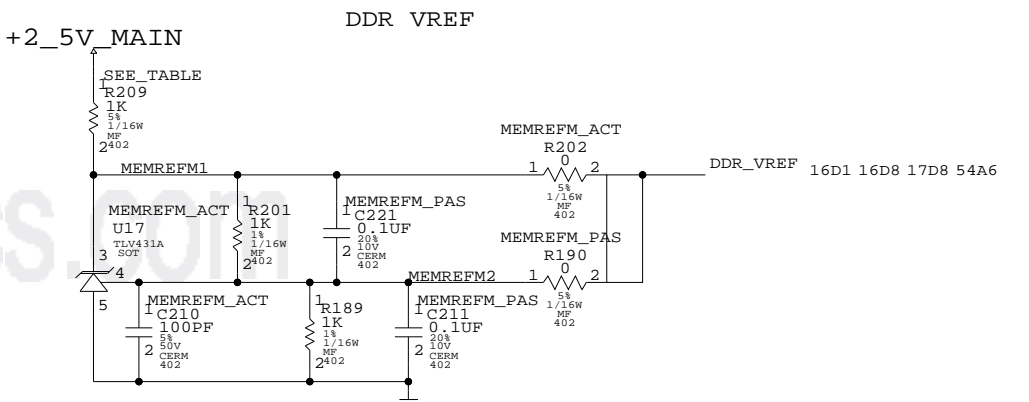 DDR VREF
+2_5V_MAIN
SEE_TABLE
1
R209
1K
5%
1/16W
MF
402
2
MEMREFM1
MEMREFM_ACT
U17
TLV431A
SOT
3
4
5
1
R201
1K
1%
1/16W
MF
402
2
MEMREFM_PAS
1
C221
0.1UF
20%
10V
CERM
402
2
MEMREFM_ACT
R202
0
1
2
5%
1/16W
MF
402
DDR_VREF
16D1 16D8 17D8 54A6
MEMREFM_PAS
R190
0
1
2
5%
1/16W
MF
402
MEMREFM2
MEMREFM_ACT
1
C210
100PF
5%
50V
CERM
402
2
1
R189
1K
1%
1/16W
MF
402
2
MEMREFM_PAS
1
C211
0.1UF
20%
10V
CERM
402
2
cs.com